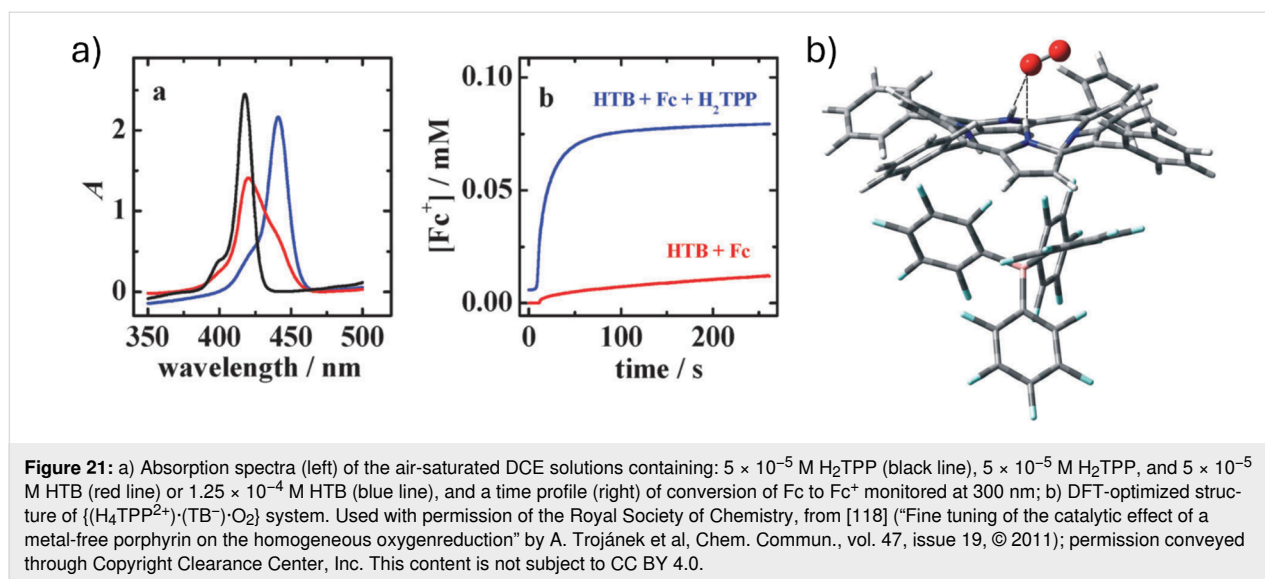 a)
a
2
1
0
A
350
400
450
500
wavelength / nm
b
HTB + Fc + H₂TPP
HTB + Fc
0.10
0.05
0.00
[Fc⁺] / mM
0
100
200
time / s
b)
Figure 21: a) Absorption spectra (left) of the air-saturated DCE solutions containing: 5 × 10⁻⁵ M H₂TPP (black line), 5 × 10⁻⁵ M H₂TPP, and 5 × 10⁻⁵
M HTB (red line) or 1.25 × 10⁻⁴ M HTB (blue line), and a time profile (right) of conversion of Fc to Fc⁺ monitored at 300 nm; b) DFT-optimized struc-
ture of {(H₄TPP²⁺)·(TB⁻)·O₂} system. Used with permission of the Royal Society of Chemistry, from [118] (“Fine tuning of the catalytic effect of a
metal-free porphyrin on the homogeneous oxygenreduction” by A. Trojánek et al, Chem. Commun., vol. 47, issue 19, © 2011); permission conveyed
through Copyright Clearance Center, Inc. This content is not subject to CC BY 4.0.